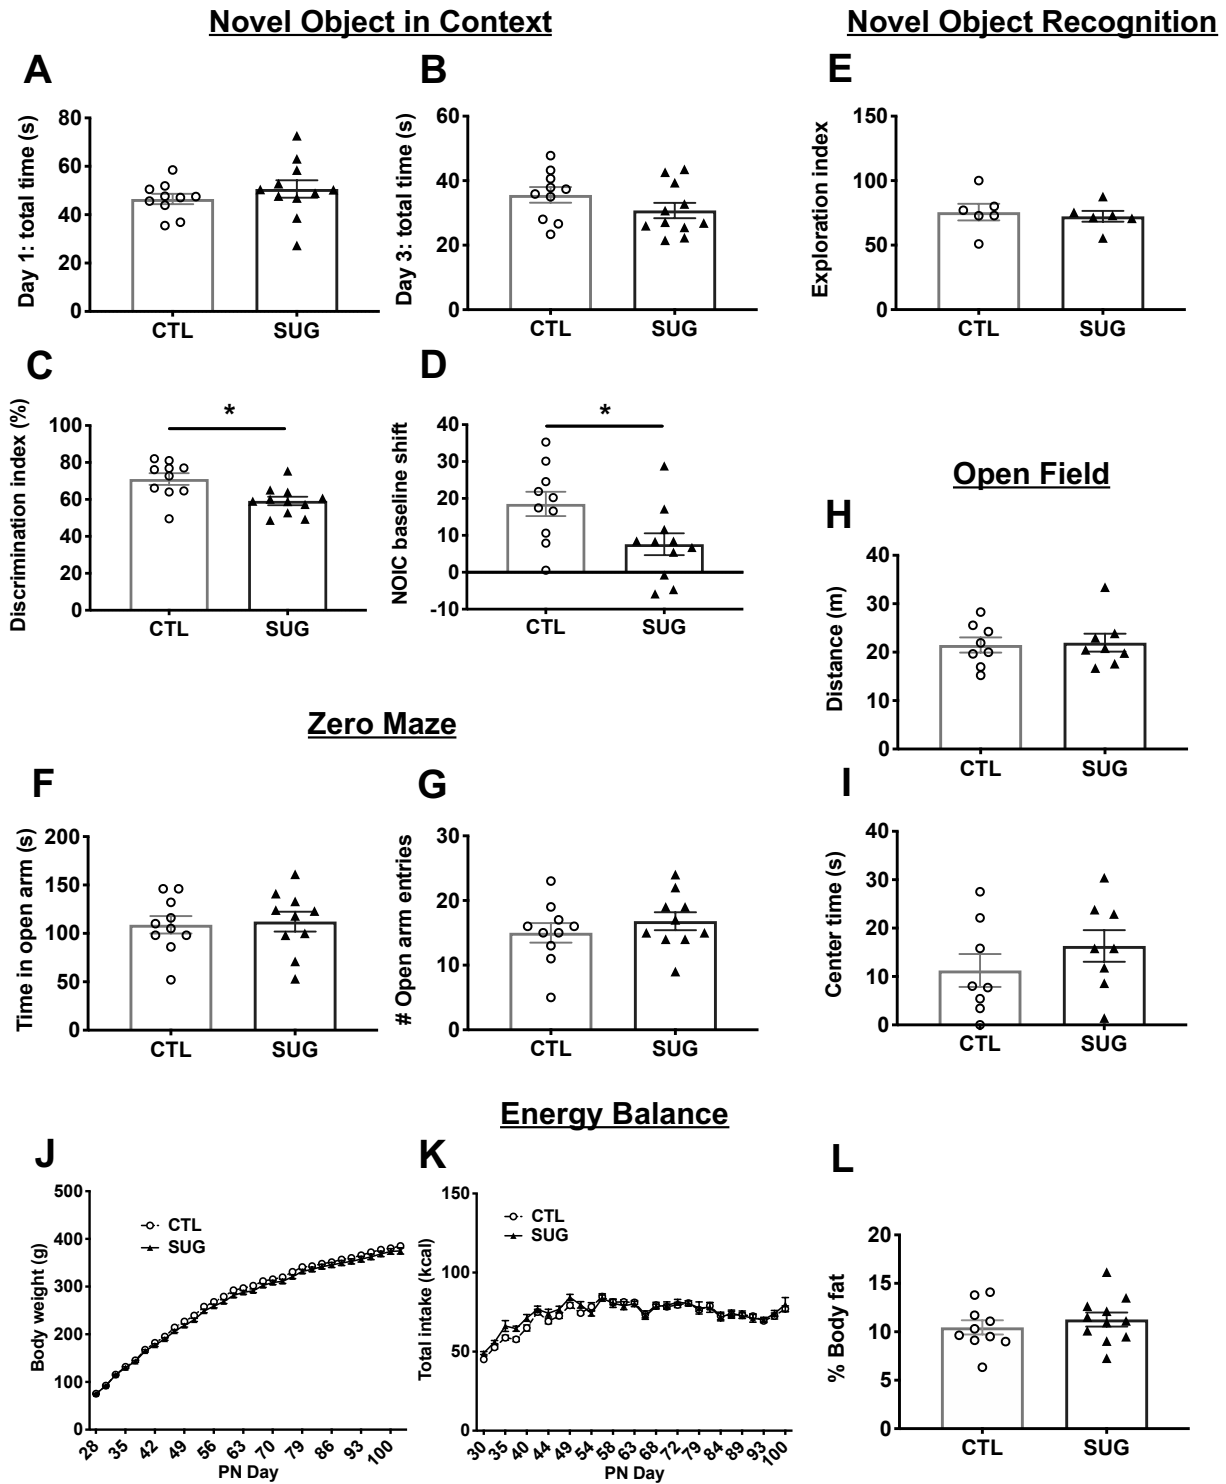 Novel Object in Context
Novel Object Recognition
A
Day 1: total time (s)
80
60
40
20
0
CTL
SUG
B
Day 3: total time (s)
60
40
20
0
CTL
SUG
E
Exploration index
150
100
50
0
CTL
SUG
C
Discrimination index (%)
100
80
60
40
20
0
*
CTL
SUG
D
NOIC baseline shift
40
30
20
10
0
-10
*
CTL
SUG
Open Field
H
Distance (m)
40
30
20
10
0
CTL
SUG
Zero Maze
F
Time in open arm (s)
200
150
100
50
0
CTL
SUG
G
# Open arm entries
30
20
10
0
CTL
SUG
I
Center time (s)
40
30
20
10
0
CTL
SUG
Energy Balance
J
Body weight (g)
500
400
300
200
100
0
CTL
SUG
28 35 42 49 56 63 70 79 86 93 100
PN Day
K
Total intake (kcal)
150
100
50
0
CTL
SUG
30 35 40 44 49 54 58 63 68 72 79 84 89 93 100
PN Day
L
% Body fat
20
15
10
5
0
CTL
SUG